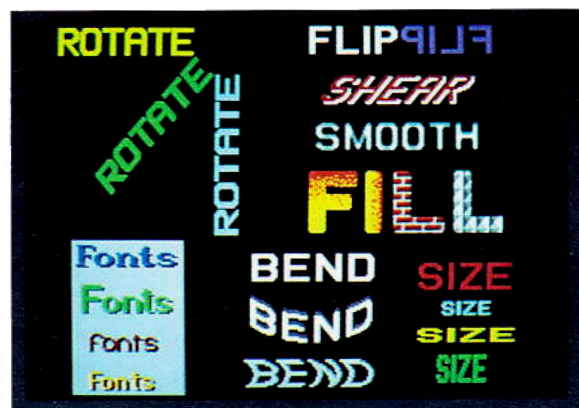 ROTATE
ROTATE
ROTATE
FLIP FLIP
SHEAR
SMOOTH
FILL
Fonts
Fonts
Fonts
Fonts
BEND
BEND
BEND
SIZE
SIZE
SIZE
SIZE